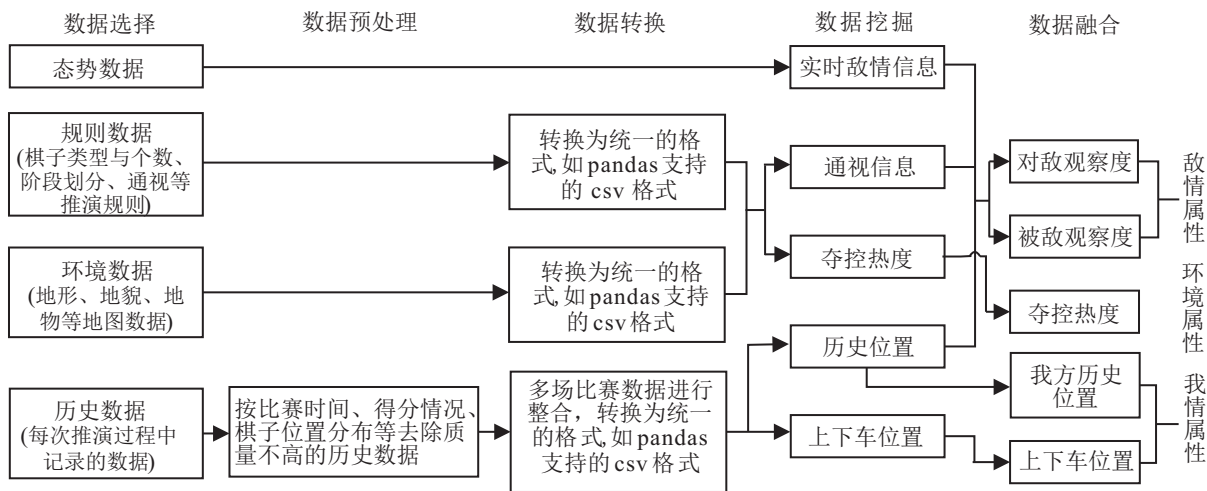 数据选择
数据预处理
数据转换
数据挖掘
数据融合
态势数据
实时敌情信息
规则数据
(棋子类型与个数、
阶段划分、通视等
推演规则)
转换为统一的格
式,如pandas支持
的 csv 格式
通视信息
对敌观察度
被敌观察度
敌情属性
环境数据
(地形、地貌、地
物等地图数据)
转换为统一的格
式,如pandas支持
的csv格式
夺控热度
夺控热度
环境属性
历史数据
(每次推演过程中
记录的数据)
按比赛时间、得分情况、
棋子位置分布等去除质
量不高的历史数据
多场比赛数据进行
整合，转换为统一
的格式,如pandas
支持的csv格式
历史位置
上下车位置
我方历史
位置
上下车位置
我情属性